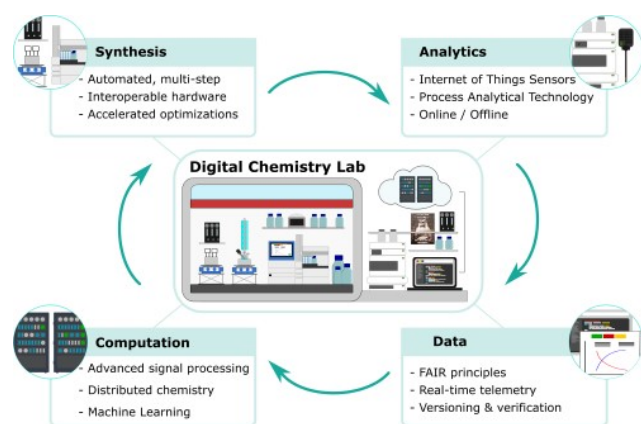 Synthesis
- Automated, multi-step
- Interoperable hardware
- Accelerated optimizations
Analytics
- Internet of Things Sensors
- Process Analytical Technology
- Online / Offline
Digital Chemistry Lab
Computation
- Advanced signal processing
- Distributed chemistry
- Machine Learning
Data
- FAIR principles
- Real-time telemetry
- Versioning & verification